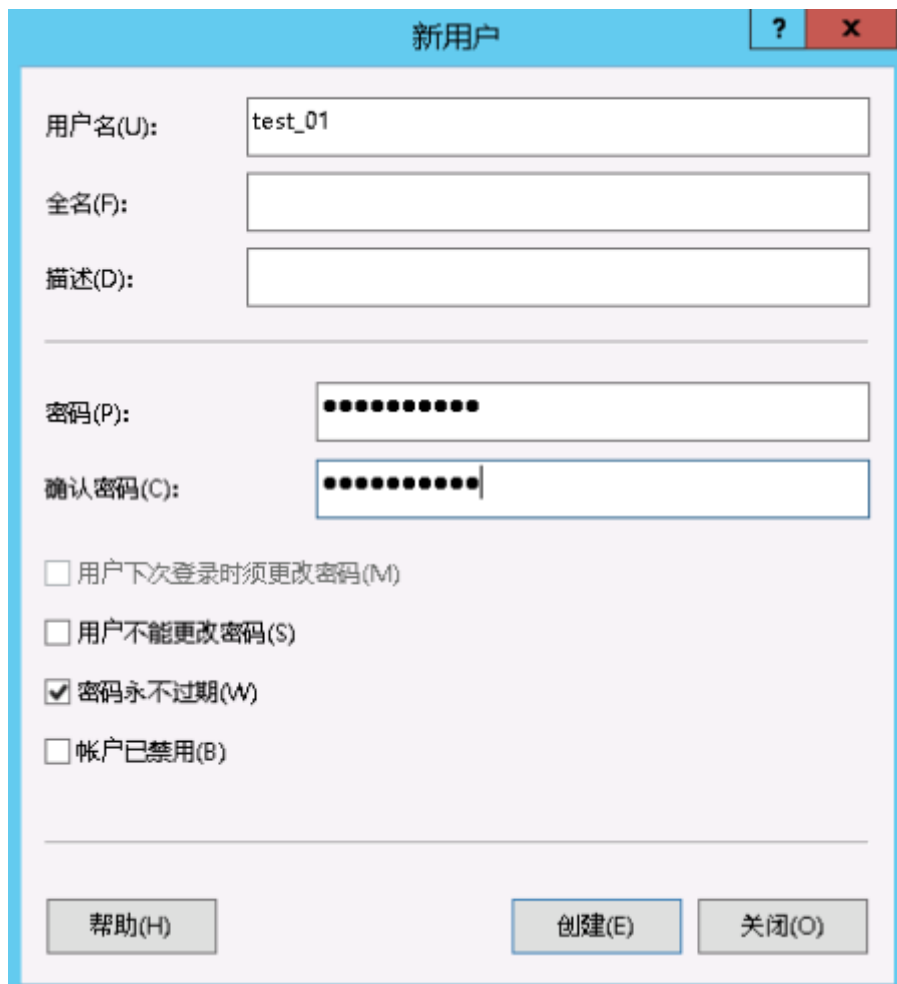 新用户
?
x
用户名(U): test_01
全名(F):
描述(D):
密码(P): ●●●●●●●●●●
确认密码(C): ●●●●●●●●●●
用户下次登录时须更改密码(M)
用户不能更改密码(S)
密码永不过期(W)
帐户已禁用(B)
帮助(H) 创建(E) 关闭(O)